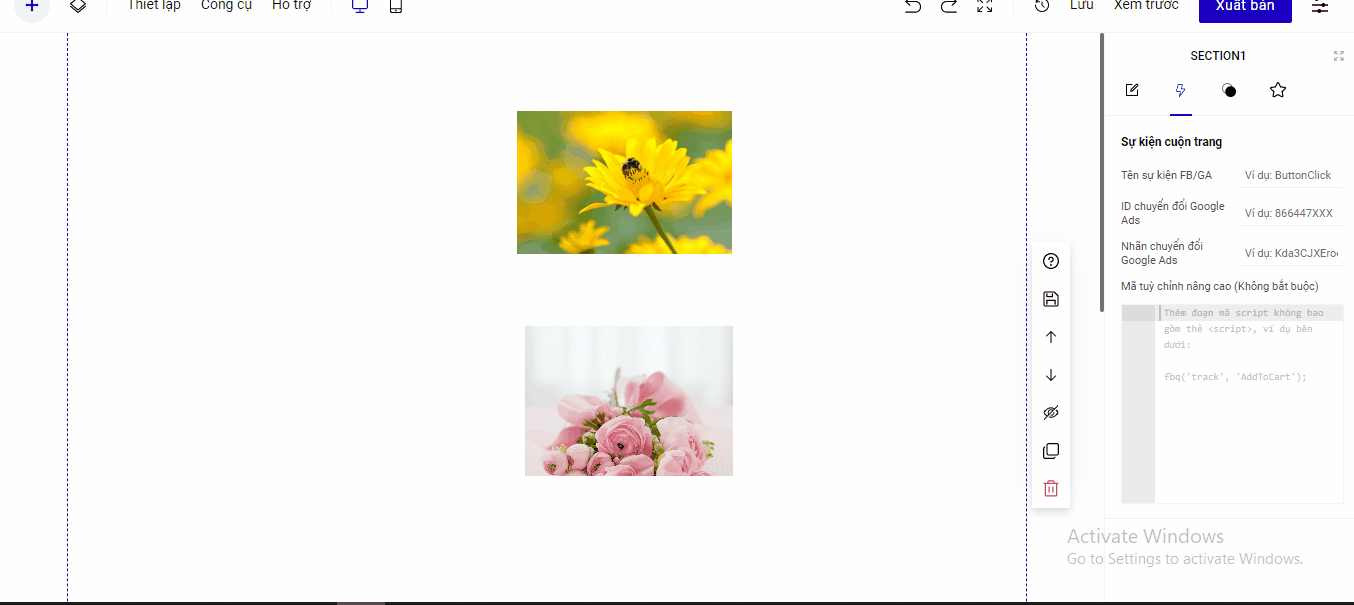 Thiết lập
Công cụ
Hỗ trợ
Lưu
Xem trước
Xuất bản
SECTION1
Sự kiện cuộn trang
Tên sự kiện FB/GA
Ví dụ: ButtonClick
ID chuyển đổi Google
Ads
Ví dụ: 866447XXX
Nhãn chuyển đổi
Google Ads
Ví dụ: Kda3CJXEro
Mã tuỳ chỉnh nâng cao (Không bắt buộc)
Thêm đoạn mã script không bao
gồm thẻ <script>, ví dụ bên
dưới:
fbq('track', 'AddToCart');
Activate Windows
Go to Settings to activate Windows.